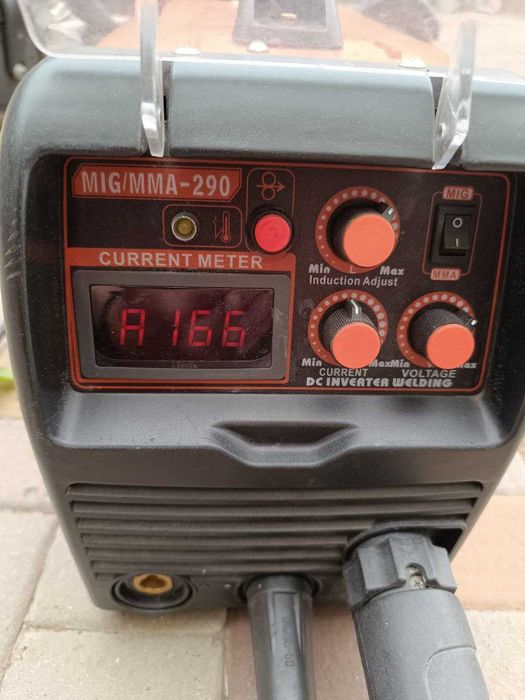 MIG/MMA-290
MIG
CURRENT METER
MMA
Min Max
Induction Adjust
A166
Min Max Min Max
CURRENT VOLTAGE
DC INVERTER WELDING